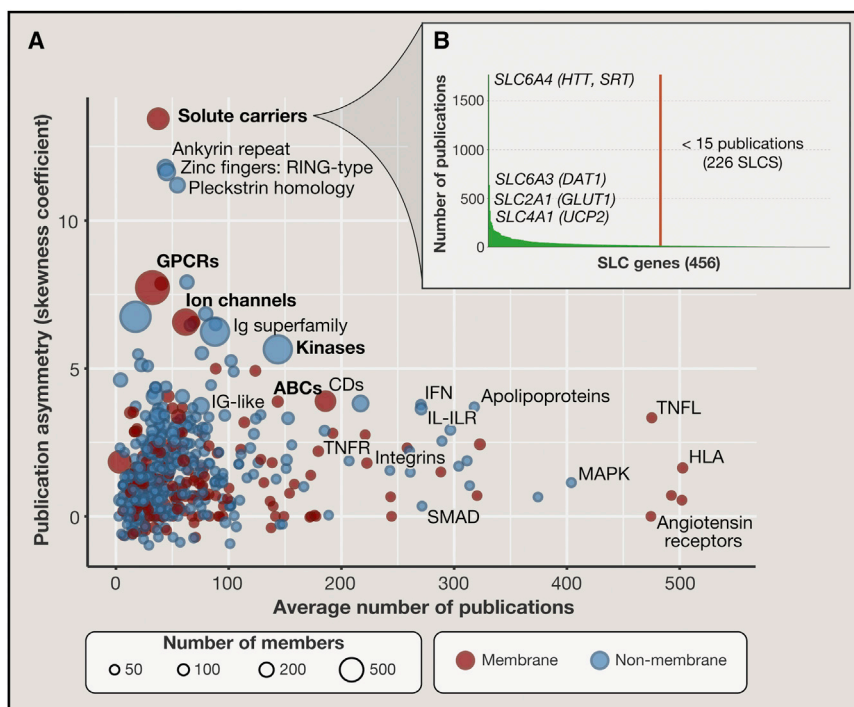 A
B
Publication asymmetry (skewness coefficient)
10
5
0
Solute carriers
Ankyrin repeat
Zinc fingers: RING-type
Pleckstrin homology
GPCRs
Ion channels
Ig superfamily
Kinases
ABCs
CDs
IG-like
IFN
IL-ILR
Apolipoproteins
TNFL
TNFR
Integrins
HLA
MAPK
SMAD
Angiotensin
receptors
0
100
200
300
400
500
Average number of publications
Number of publications
1500
1000
500
0
SLC6A4 (HTT, SRT)
SLC6A3 (DAT1)
SLC2A1 (GLUT1)
SLC4A1 (UCP2)
< 15 publications
(226 SLCS)
SLC genes (456)
Number of members
50
100
200
500
Membrane
Non-membrane